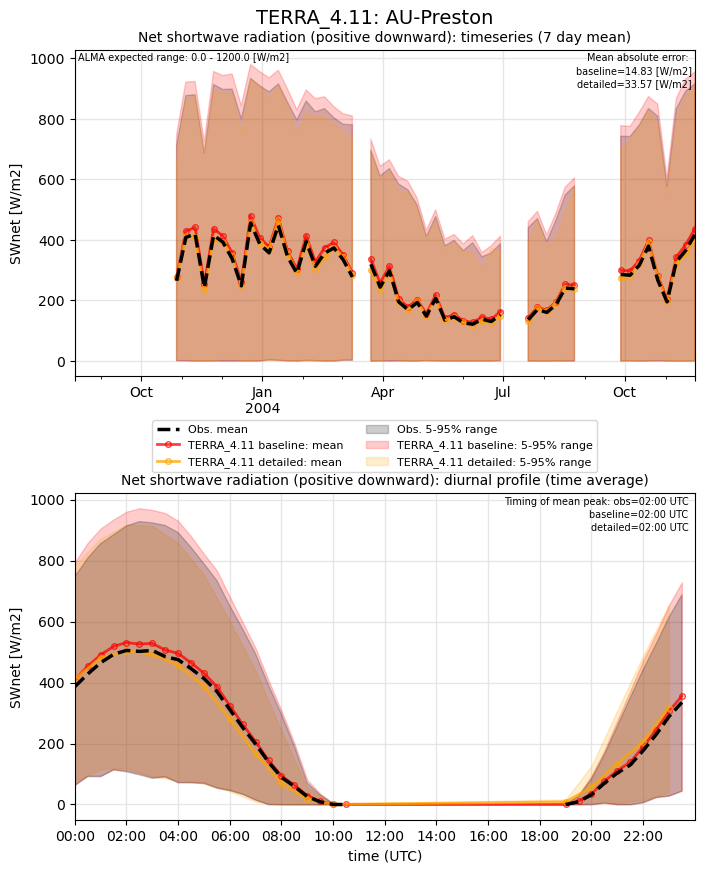 TERRA_4.11: AU-Preston
Net shortwave radiation (positive downward): timeseries (7 day mean)
ALMA expected range: 0.0 - 1200.0 [W/m2]
Mean absolute error:
baseline=14.83 [W/m2]
detailed=33.57 [W/m2]
1000
800
600
400
200
0
SWnet [W/m2]
Oct
Jan
2004
Apr
Jul
Oct
Obs. mean
TERRA_4.11 baseline: mean
TERRA_4.11 detailed: mean
Obs. 5-95% range
TERRA_4.11 baseline: 5-95% range
TERRA_4.11 detailed: 5-95% range
Net shortwave radiation (positive downward): diurnal profile (time average)
Timing of mean peak: obs=02:00 UTC
baseline=02:00 UTC
detailed=02:00 UTC
1000
800
600
400
200
0
SWnet [W/m2]
00:00 02:00 04:00 06:00 08:00 10:00 12:00 14:00 16:00 18:00 20:00 22:00
time (UTC)